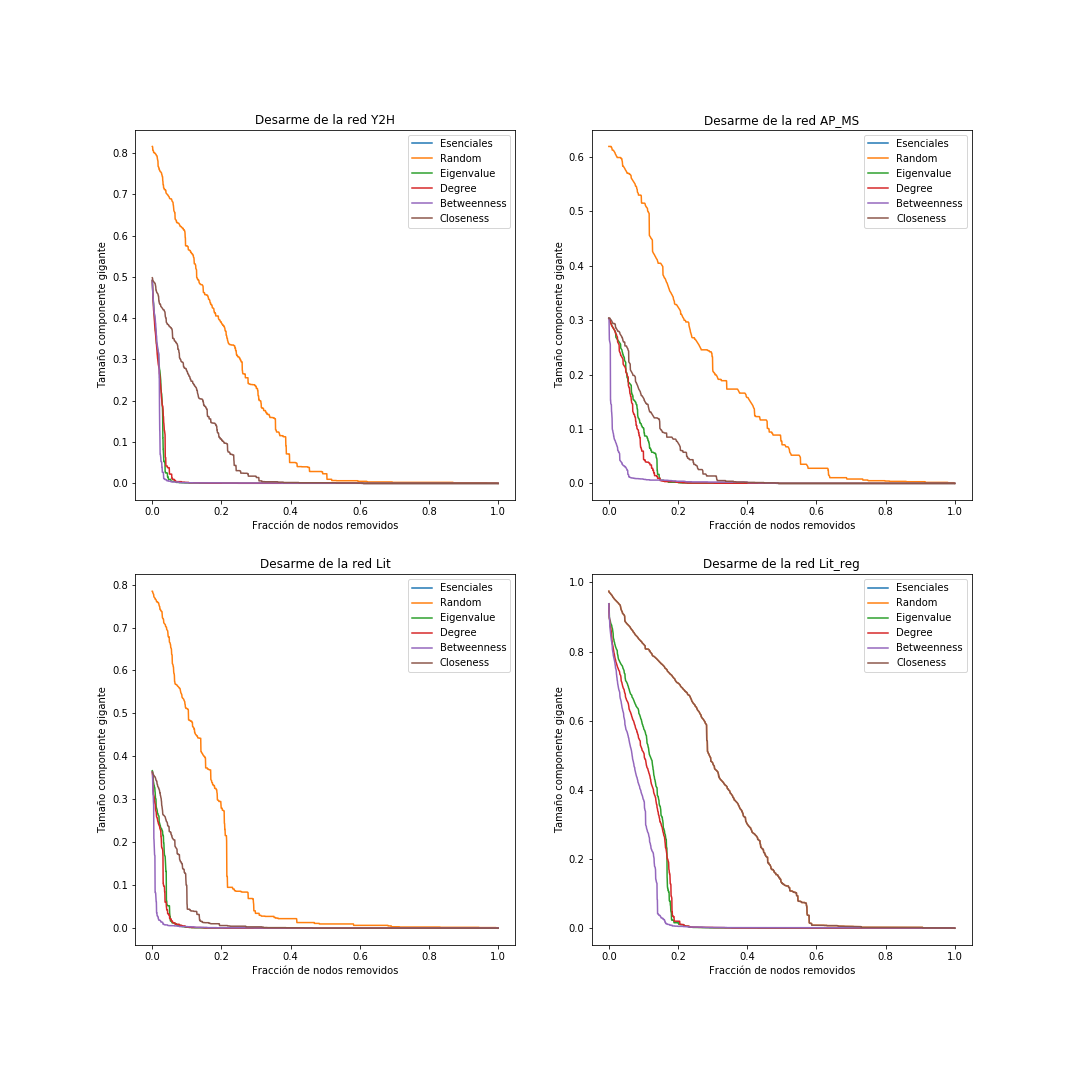 Desarme de la red Y2H
Tamaño componente gigante
0.8
0.7
0.6
0.5
0.4
0.3
0.2
0.1
0.0
0.0 0.2 0.4 0.6 0.8 1.0
Fracción de nodos removidos
Esenciales
Random
Eigenvalue
Degree
Betweenness
Closeness
Desarme de la red AP_MS
Tamaño componente gigante
0.6
0.5
0.4
0.3
0.2
0.1
0.0
0.0 0.2 0.4 0.6 0.8 1.0
Fracción de nodos removidos
Esenciales
Random
Eigenvalue
Degree
Betweenness
Closeness
Desarme de la red Lit
Tamaño componente gigante
0.8
0.7
0.6
0.5
0.4
0.3
0.2
0.1
0.0
0.0 0.2 0.4 0.6 0.8 1.0
Fracción de nodos removidos
Esenciales
Random
Eigenvalue
Degree
Betweenness
Closeness
Desarme de la red Lit_reg
Tamaño componente gigante
1.0
0.8
0.6
0.4
0.2
0.0
0.0 0.2 0.4 0.6 0.8 1.0
Fracción de nodos removidos
Esenciales
Random
Eigenvalue
Degree
Betweenness
Closeness